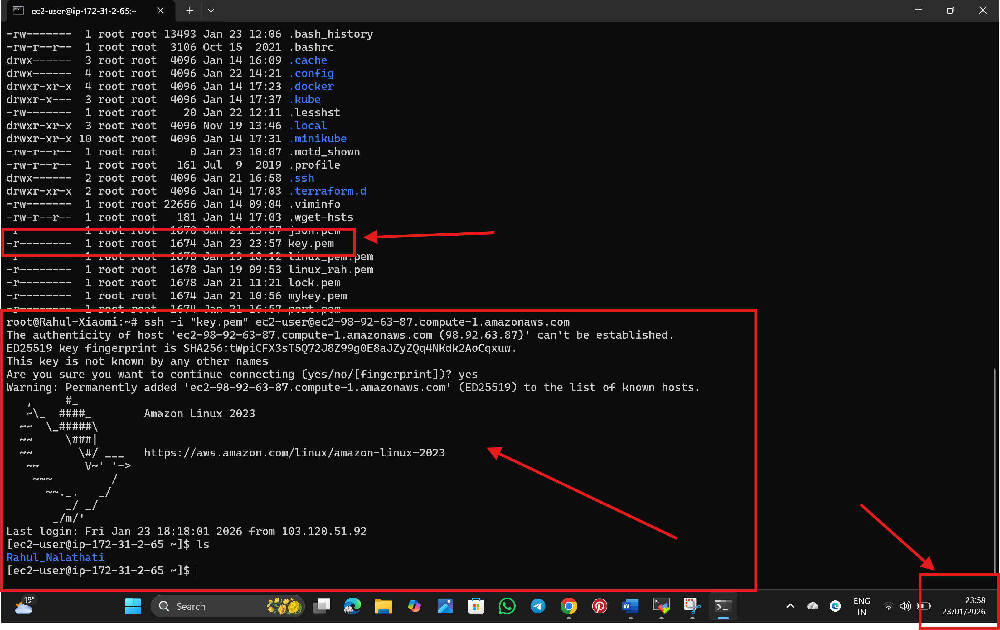 ec2-user@ip-172-31-2-65:~
-rw-------  1 root root 13493 Jan 23 12:06 .bash_history
-rw-r--r--  1 root root  3106 Oct 15  2021 .bashrc
drwx------  3 root root  4096 Jan 14 16:09 .cache
drwx------  4 root root  4096 Jan 22 14:21 .config
drwxr-xr-x  4 root root  4096 Jan 14 17:23 .docker
drwxr-x---  3 root root  4096 Jan 14 17:37 .kube
-rw-------  1 root root    20 Jan 22 12:11 .lesshst
drwxr-xr-x  3 root root  4096 Nov 19 13:46 .local
drwxr-xr-x 10 root root  4096 Jan 14 17:31 .minikube
-rw-r--r--  1 root root     0 Jan 23 10:07 .motd_shown
-rw-r--r--  1 root root   161 Jul  9  2019 .profile
drwx------  2 root root  4096 Jan 21 16:58 .ssh
drwxr-xr-x  2 root root  4096 Jan 14 17:03 .terraform.d
-rw-------  1 root root 22656 Jan 14 09:04 .viminfo
-rw-r--r--  1 root root   181 Jan 14 17:03 .wget-hsts
-r--------  1 root root  1678 Jan 21 13:57 json.pem
-r--------  1 root root  1674 Jan 23 23:57 key.pem
-r--------  1 root root  1678 Jan 19 10:12 linux_pem.pem
-r--------  1 root root  1678 Jan 19 09:53 linux_rah.pem
-r--------  1 root root  1678 Jan 21 11:21 lock.pem
-r--------  1 root root  1674 Jan 21 10:56 mykey.pem
-r--------  1 root root  1674 Jan 21 16:57 port.pem
root@Rahul-Xiaomi:~# ssh -i "key.pem" ec2-user@ec2-98-92-63-87.compute-1.amazonaws.com
The authenticity of host 'ec2-98-92-63-87.compute-1.amazonaws.com (98.92.63.87)' can't be established.
ED25519 key fingerprint is SHA256:tWpiCFX3sT5Q72J8Z99g0E8aJZyZQq4NKdk2AoCqxuw.
This key is not known by any other names
Are you sure you want to continue connecting (yes/no/[fingerprint])? yes
Warning: Permanently added 'ec2-98-92-63-87.compute-1.amazonaws.com' (ED25519) to the list of known hosts.
   ,     #_
   ~\_  ####_        Amazon Linux 2023
  ~~  \_#####\
  ~~     \###|
  ~~       \#/ ___   https://aws.amazon.com/linux/amazon-linux-2023
   ~~       V~' '->
    ~~~         /
      ~~._.   _/
         _/ _/
       _/m/'
Last login: Fri Jan 23 18:18:01 2026 from 103.120.51.92
[ec2-user@ip-172-31-2-65 ~]$ ls
Rahul_Nalathati
[ec2-user@ip-172-31-2-65 ~]$
19°
Search
ENG
IN
23:58
23/01/2026